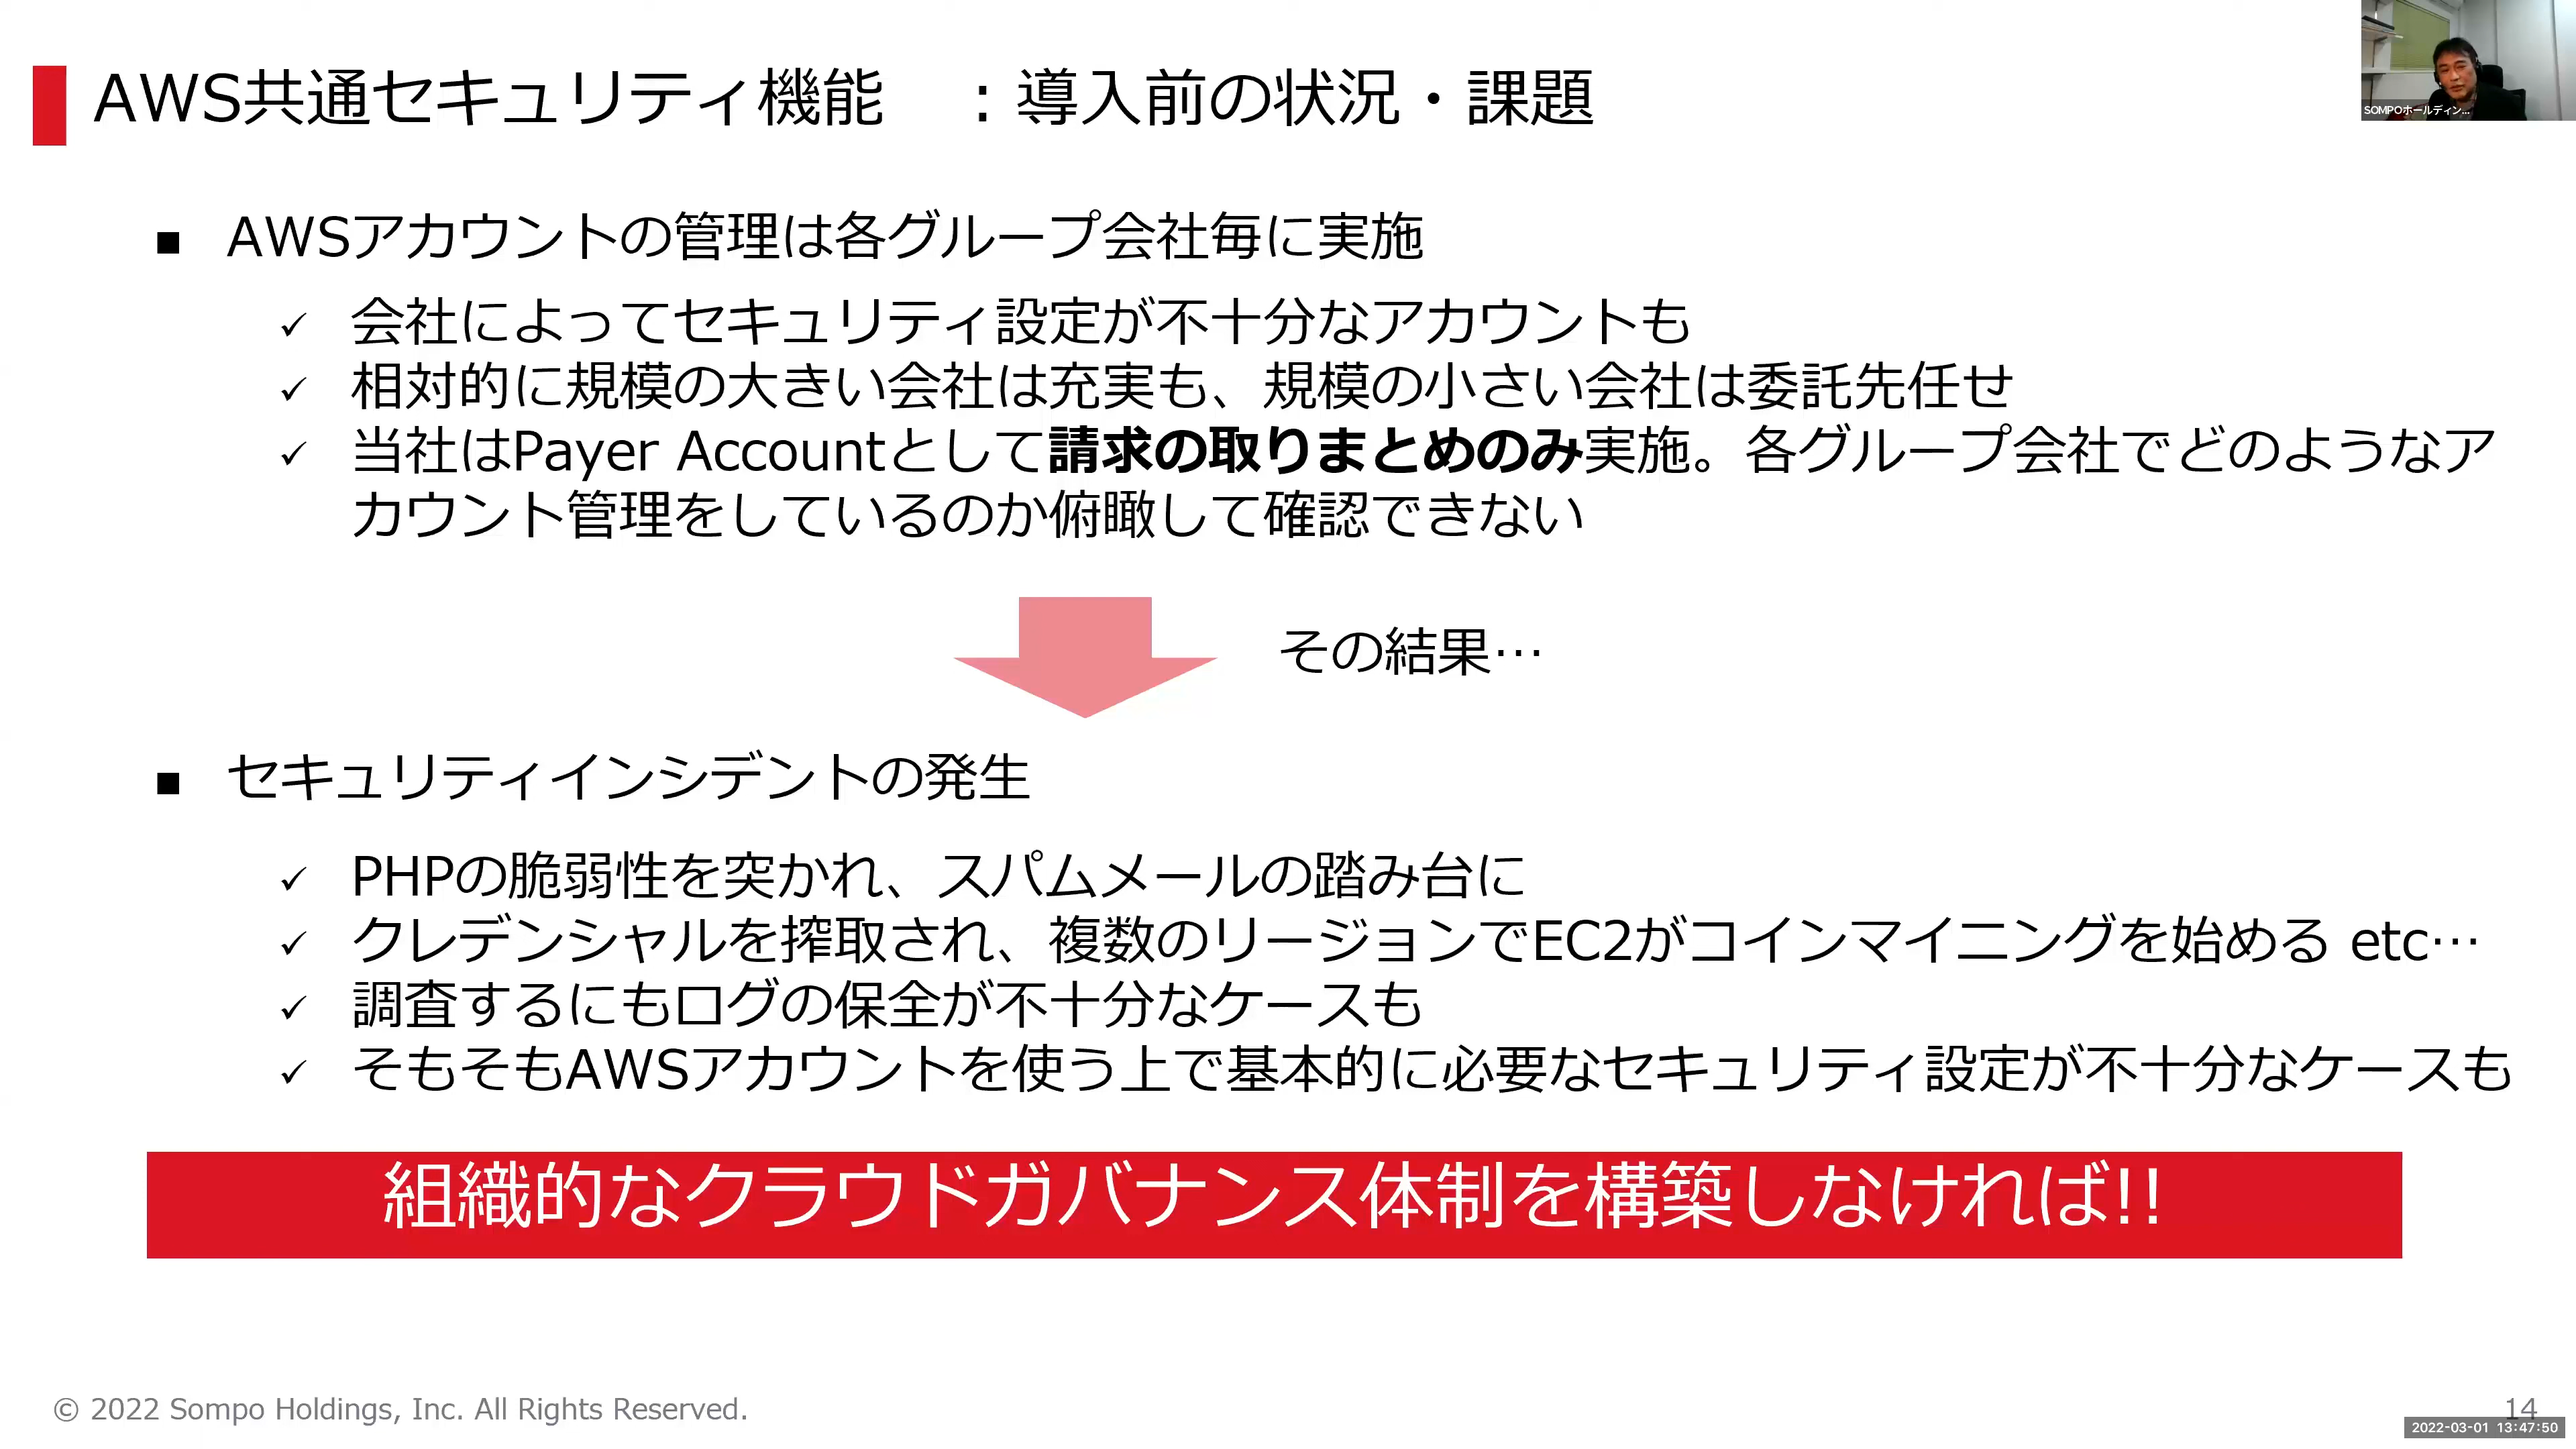 AWS共通セキュリティ機能　：導入前の状況・課題
SOMPOホールディン...
■ AWSアカウントの管理は各グループ会社毎に実施
✓ 会社によってセキュリティ設定が不十分なアカウントも
✓ 相対的に規模の大きい会社は充実も、規模の小さい会社は委託先任せ
✓ 当社はPayer Accountとして請求の取りまとめのみ実施。各グループ会社でどのようなア
カウント管理をしているのか俯瞰して確認できない
その結果…
■ セキュリティインシデントの発生
✓ PHPの脆弱性を突かれ、スパムメールの踏み台に
✓ クレデンシャルを搾取され、複数のリージョンでEC2がコインマイニングを始める etc…
✓ 調査するにもログの保全が不十分なケースも
✓ そもそもAWSアカウントを使う上で基本的に必要なセキュリティ設定が不十分なケースも
組織的なクラウドガバナンス体制を構築しなければ!!
© 2022 Sompo Holdings, Inc. All Rights Reserved.
14
2022-03-01 13:47:50